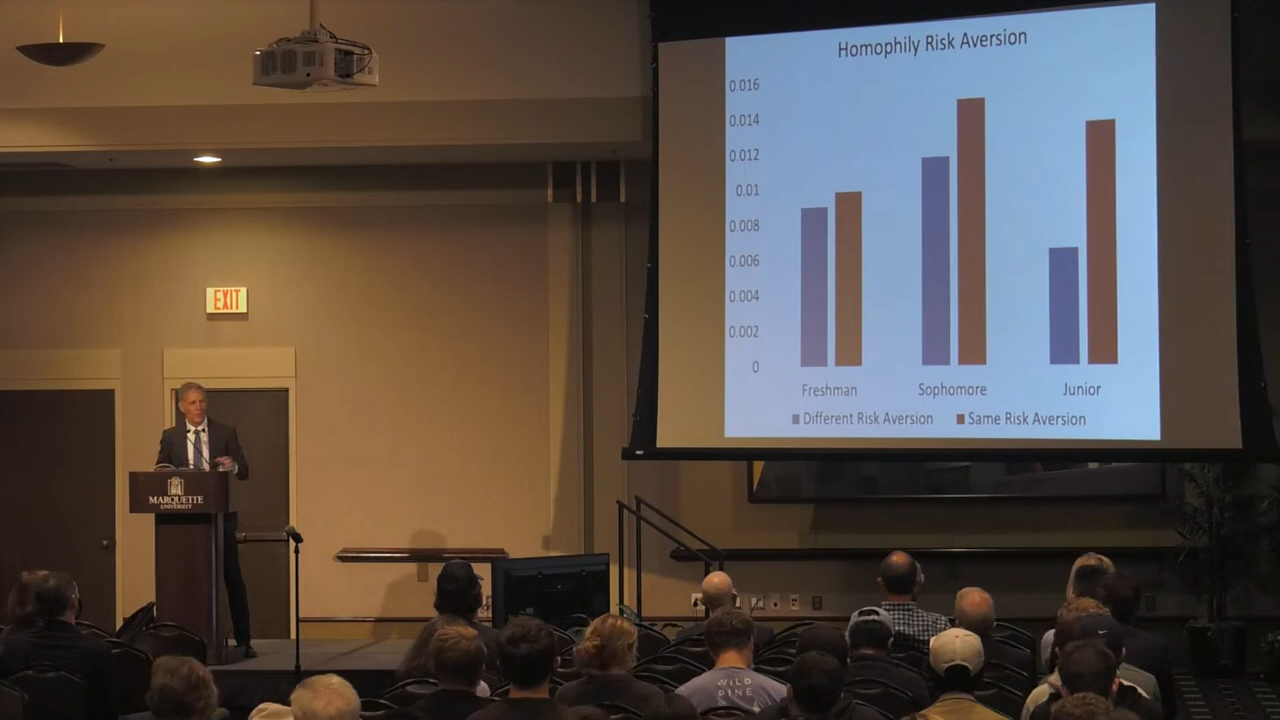 Homophily Risk Aversion
0.016
0.014
0.012
0.01
0.008
0.006
0.004
0.002
0
Freshman Sophomore Junior
Different Risk Aversion Same Risk Aversion
EXIT
MARQUETTE
UNIVERSITY
WILD
PINE